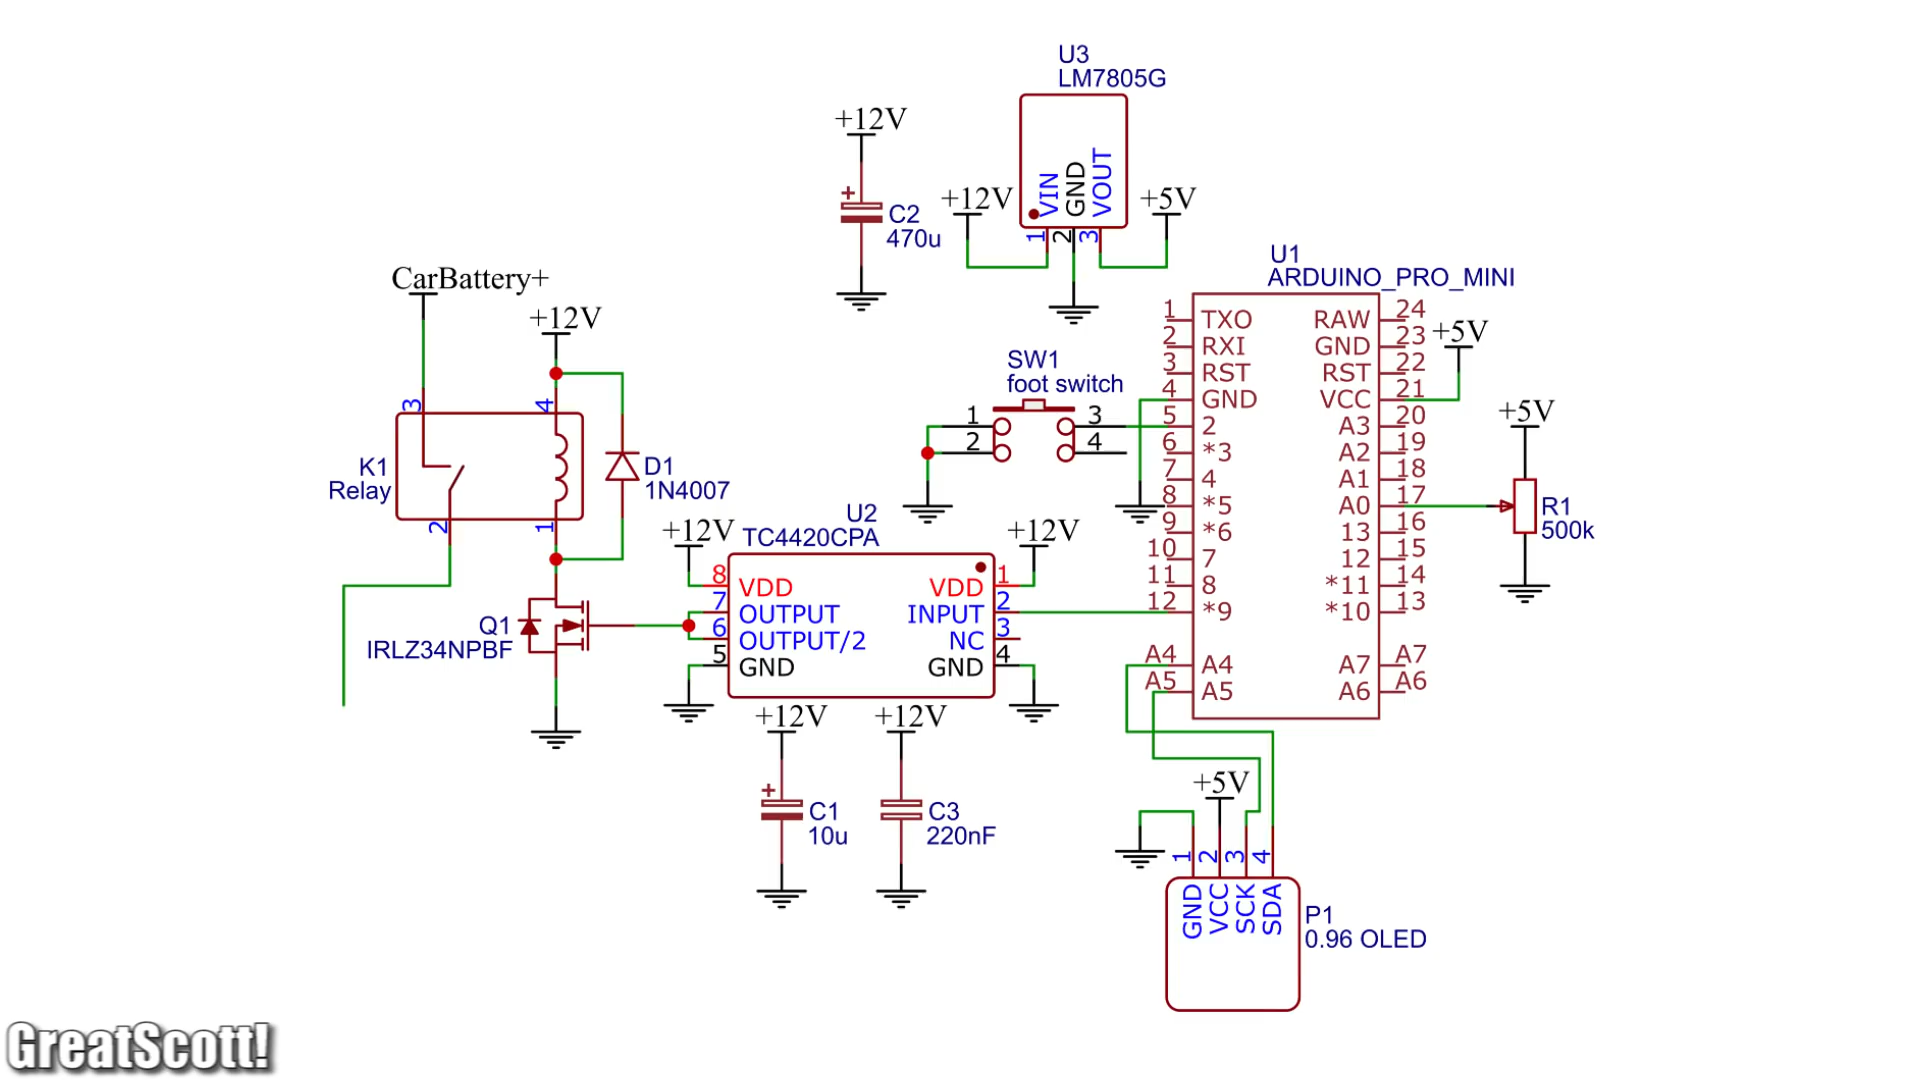 U3
LM7805G
VIN
GND
VOUT
1
2
3
+12V
+
C2
470u
+12V
+5V
CarBattery+
+12V
3
4
K1
Relay
2
1
D1
1N4007
Q1
IRLZ34NPBF
SW1
foot switch
1
2
3
4
U2
TC4420CPA
+12V
+12V
8 VDD
7 OUTPUT
6 OUTPUT/2
5 GND
VDD 1
INPUT 2
NC 3
GND 4
+12V
+
C1
10u
+12V
C3
220nF
U1
ARDUINO_PRO_MINI
1 TXO
2 RXI
3 RST
4 GND
5 2
6 *3
7 4
8 *5
9 *6
10 7
11 8
12 *9
A4 A4
A5 A5
RAW 24
GND 23
RST 22
VCC 21
A3 20
A2 19
A1 18
A0 17
13 16
12 15
*11 14
*10 13
A7 A7
A6 A6
+5V
+5V
R1
500k
+5V
1
2
3
4
GND
VCC
SCK
SDA
P1
0.96 OLED
GreatScott!